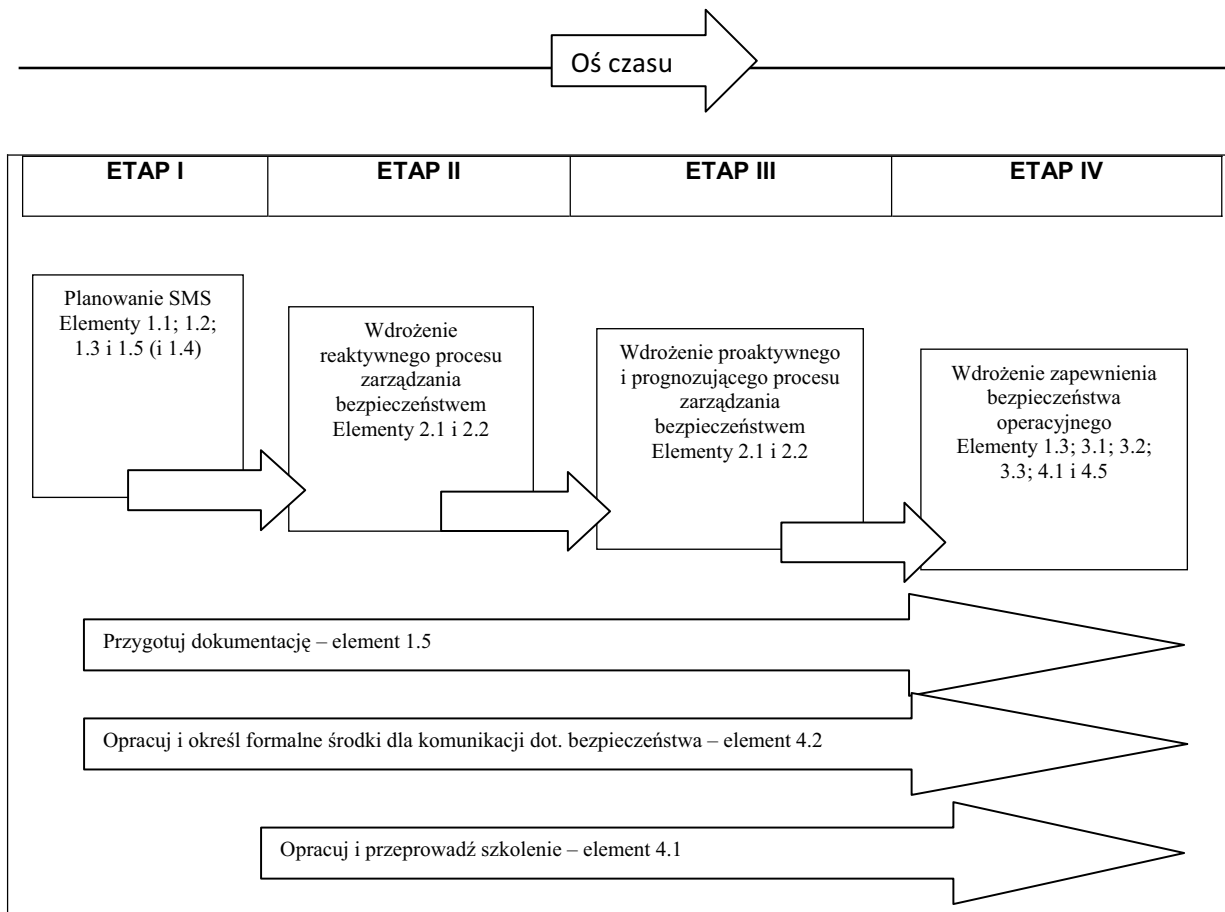 Oś czasu
ETAP I
ETAP II
ETAP III
ETAP IV
Planowanie SMS
Elementy 1.1; 1.2;
1.3 i 1.5 (i 1.4)
Wdrożenie
reaktywnego procesu
zarządzania
bezpieczeństwem
Elementy 2.1 i 2.2
Wdrożenie proaktywnego
i prognozującego procesu
zarządzania
bezpieczeństwem
Elementy 2.1 i 2.2
Wdrożenie zapewnienia
bezpieczeństwa
operacyjnego
Elementy 1.3; 3.1; 3.2;
3.3; 4.1 i 4.5
Przygotuj dokumentację – element 1.5
Opracuj i określ formalne środki dla komunikacji dot. bezpieczeństwa – element 4.2
Opracuj i przeprowadź szkolenie – element 4.1